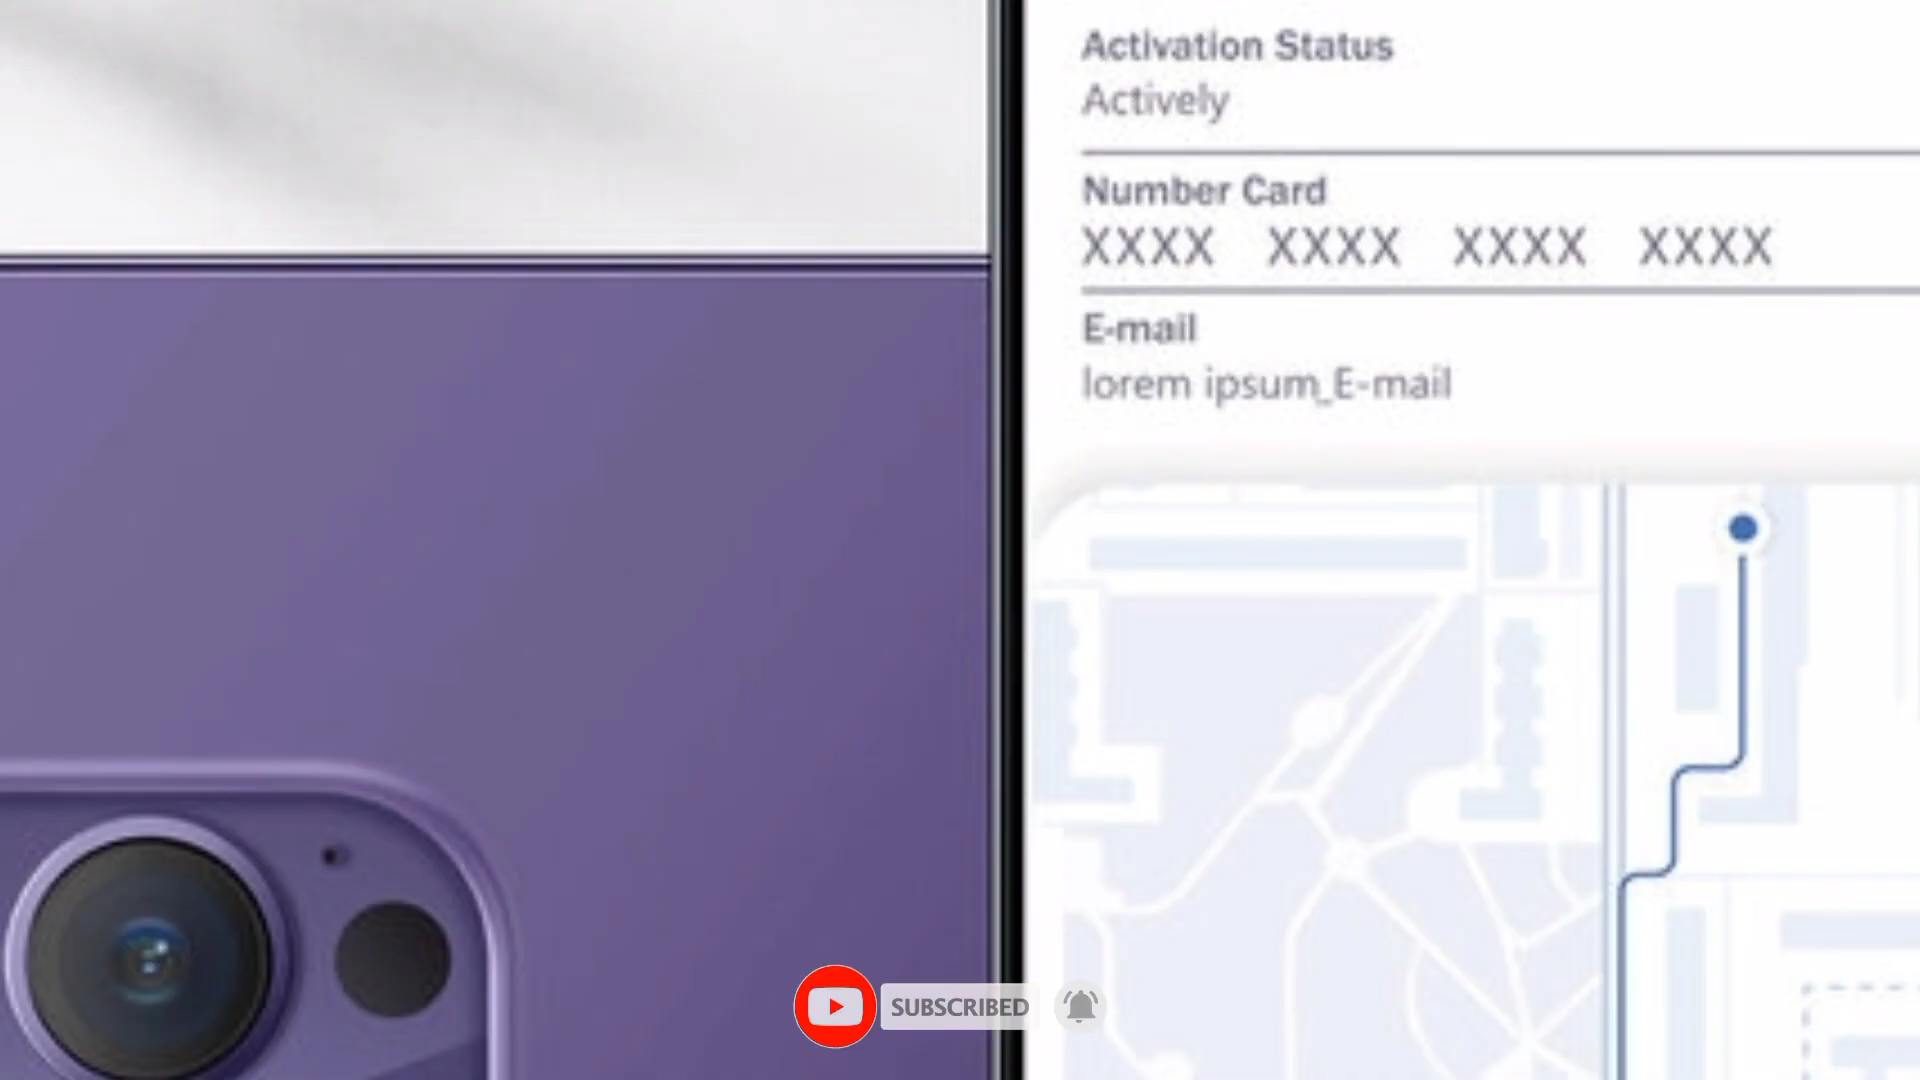 Activation Status
Actively
Number Card
XXXX XXXX XXXX XXXX
E-mail
lorem ipsum_E-mail
SUBSCRIBED